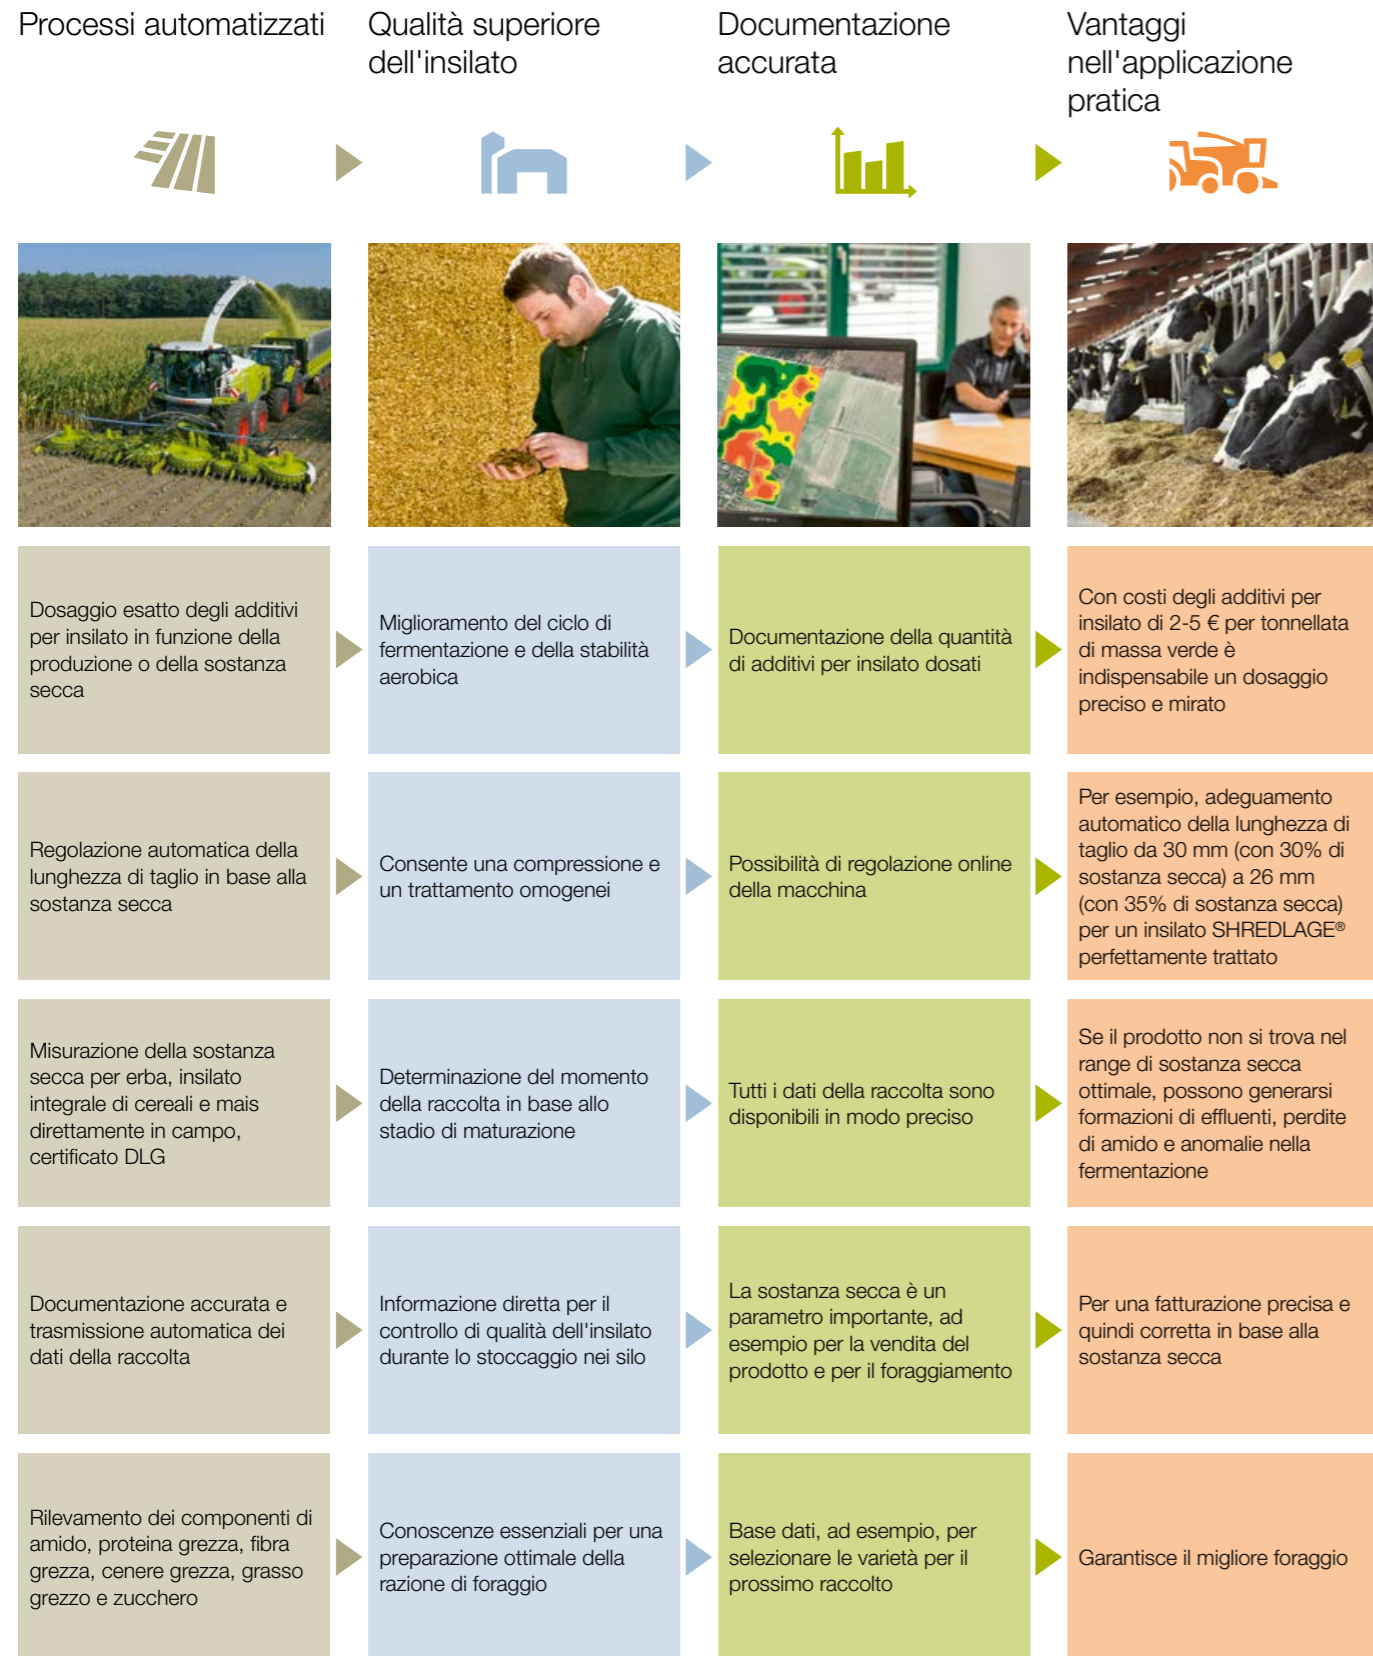 Processi automatizzati
Qualità superiore
dell'insilato
Documentazione
accurata
Vantaggi
nell'applicazione
pratica
Dosaggio esatto degli additivi
per insilato in funzione della
produzione o della sostanza
secca
Miglioramento del ciclo di
fermentazione e della stabilità
aerobica
Documentazione della quantità
di additivi per insilato dosati
Con costi degli additivi per
insilato di 2-5 € per tonnellata
di massa verde è
indispensabile un dosaggio
preciso e mirato
Regolazione automatica della
lunghezza di taglio in base alla
sostanza secca
Consente una compressione e
un trattamento omogenei
Possibilità di regolazione online
della macchina
Per esempio, adeguamento
automatico della lunghezza di
taglio da 30 mm (con 30% di
sostanza secca) a 26 mm
(con 35% di sostanza secca)
per un insilato SHREDLAGE®
perfettamente trattato
Misurazione della sostanza
secca per erba, insilato
integrale di cereali e mais
direttamente in campo,
certificato DLG
Determinazione del momento
della raccolta in base allo
stadio di maturazione
Tutti i dati della raccolta sono
disponibili in modo preciso
Se il prodotto non si trova nel
range di sostanza secca
ottimale, possono generarsi
formazioni di effluenti, perdite
di amido e anomalie nella
fermentazione
Documentazione accurata e
trasmissione automatica dei
dati della raccolta
Informazione diretta per il
controllo di qualità dell'insilato
durante lo stoccaggio nei silo
La sostanza secca è un
parametro importante, ad
esempio per la vendita del
prodotto e per il foraggiamento
Per una fatturazione precisa e
quindi corretta in base alla
sostanza secca
Rilevamento dei componenti di
amido, proteina grezza, fibra
grezza, cenere grezza, grasso
grezzo e zucchero
Conoscenze essenziali per una
preparazione ottimale della
razione di foraggio
Base dati, ad esempio, per
selezionare le varietà per il
prossimo raccolto
Garantisce il migliore foraggio